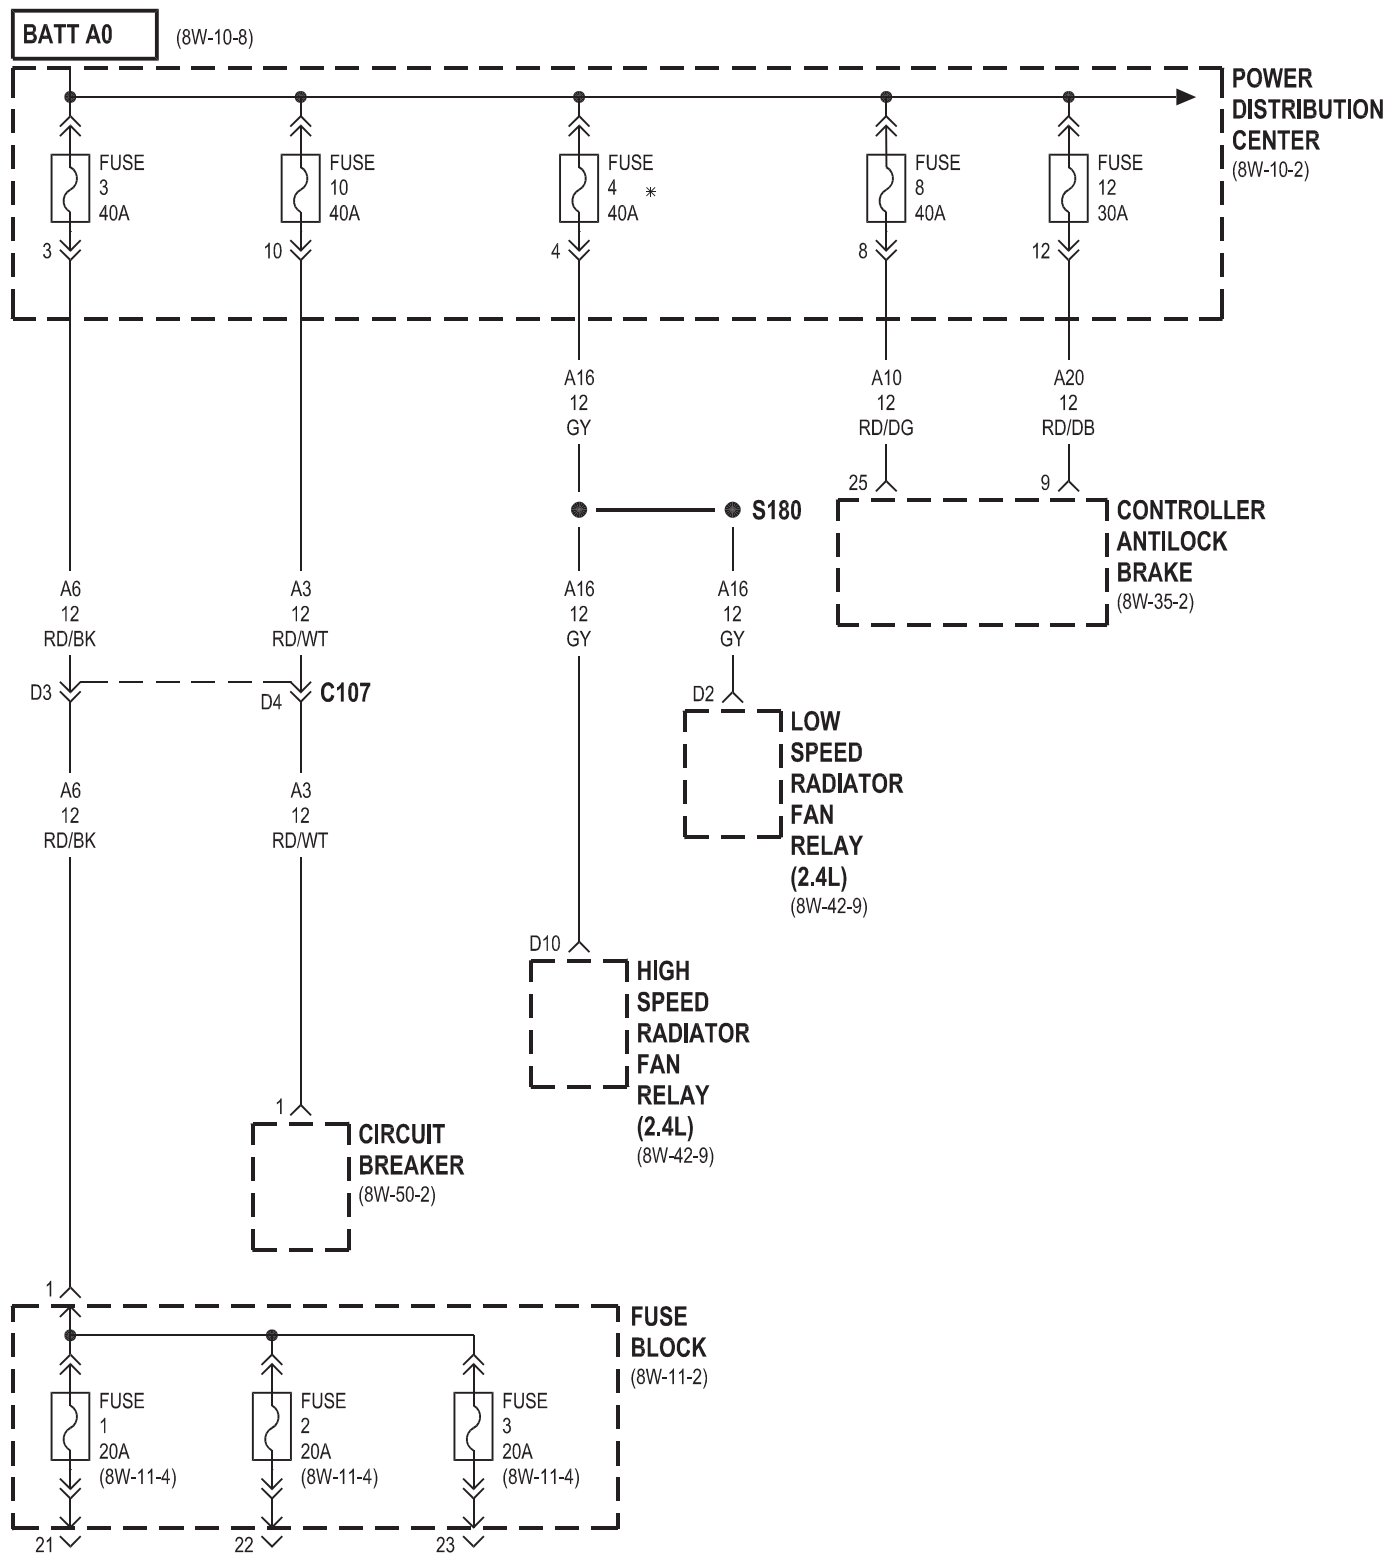 BATT A0
(8W-10-8)
POWER
DISTRIBUTION
CENTER
(8W-10-2)
FUSE
3
40A
3
FUSE
10
40A
10
FUSE
4 *
40A
4
FUSE
8
40A
8
FUSE
12
30A
12
A16
12
GY
A10
12
RD/DG
A20
12
RD/DB
25
9
S180
CONTROLLER
ANTILOCK
BRAKE
(8W-35-2)
A6
12
RD/BK
A3
12
RD/WT
A16
12
GY
A16
12
GY
D3
D4
C107
D2
LOW
SPEED
RADIATOR
FAN
RELAY
(2.4L)
(8W-42-9)
A6
12
RD/BK
A3
12
RD/WT
D10
HIGH
SPEED
RADIATOR
FAN
RELAY
(2.4L)
(8W-42-9)
1
CIRCUIT
BREAKER
(8W-50-2)
1
FUSE
BLOCK
(8W-11-2)
FUSE
1
20A
(8W-11-4)
FUSE
2
20A
(8W-11-4)
FUSE
3
20A
(8W-11-4)
21
22
23